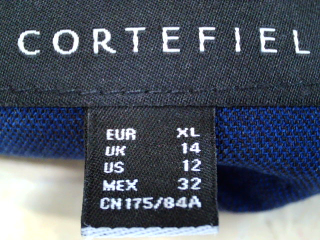 CORTEFIEL
EUR XL
UK 14
US 12
MEX 32
CN 175/84A